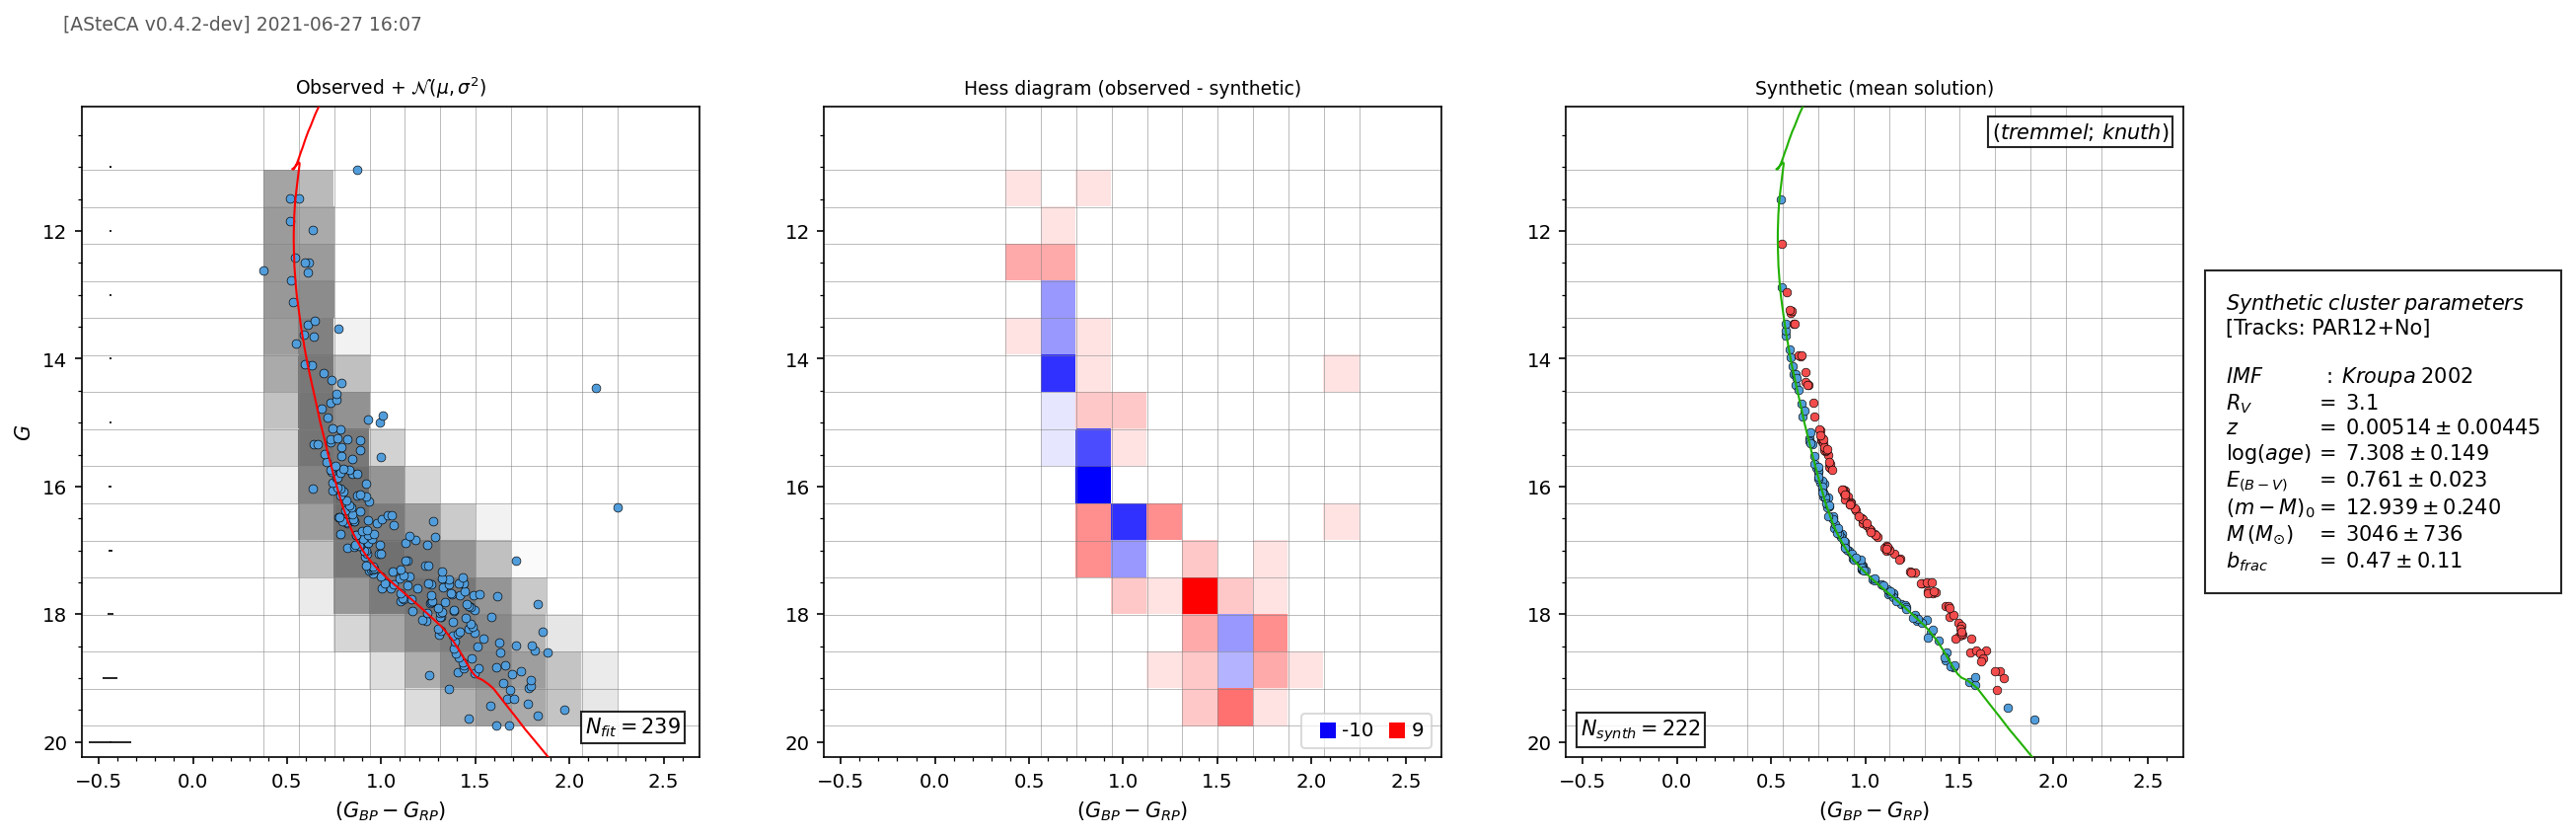 [ASteCA v0.4.2-dev] 2021-06-27 16:07
Observed + 𝒩(μ, σ²)
12
14
16
18
20
G
−0.5 0.0 0.5 1.0 1.5 2.0 2.5
(G_BP − G_RP)
N_fit = 239
Hess diagram (observed - synthetic)
12
14
16
18
20
−0.5 0.0 0.5 1.0 1.5 2.0 2.5
(G_BP − G_RP)
-10 9
Synthetic (mean solution)
(tremmel; knuth)
12
14
16
18
20
−0.5 0.0 0.5 1.0 1.5 2.0 2.5
(G_BP − G_RP)
N_synth = 222
Synthetic cluster parameters
[Tracks: PAR12+No]
IMF : Kroupa 2002
R_V = 3.1
z = 0.00514 ± 0.00445
log(age) = 7.308 ± 0.149
E_(B−V) = 0.761 ± 0.023
(m − M)₀ = 12.939 ± 0.240
M (M_⊙) = 3046 ± 736
b_frac = 0.47 ± 0.11